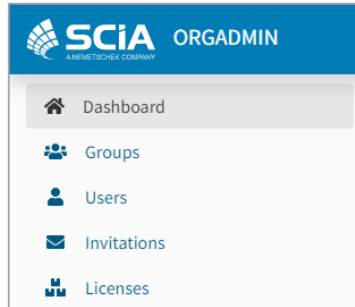 SCiA ORGADMIN
A NEMETSCHEK COMPANY
Dashboard
Groups
Users
Invitations
Licenses